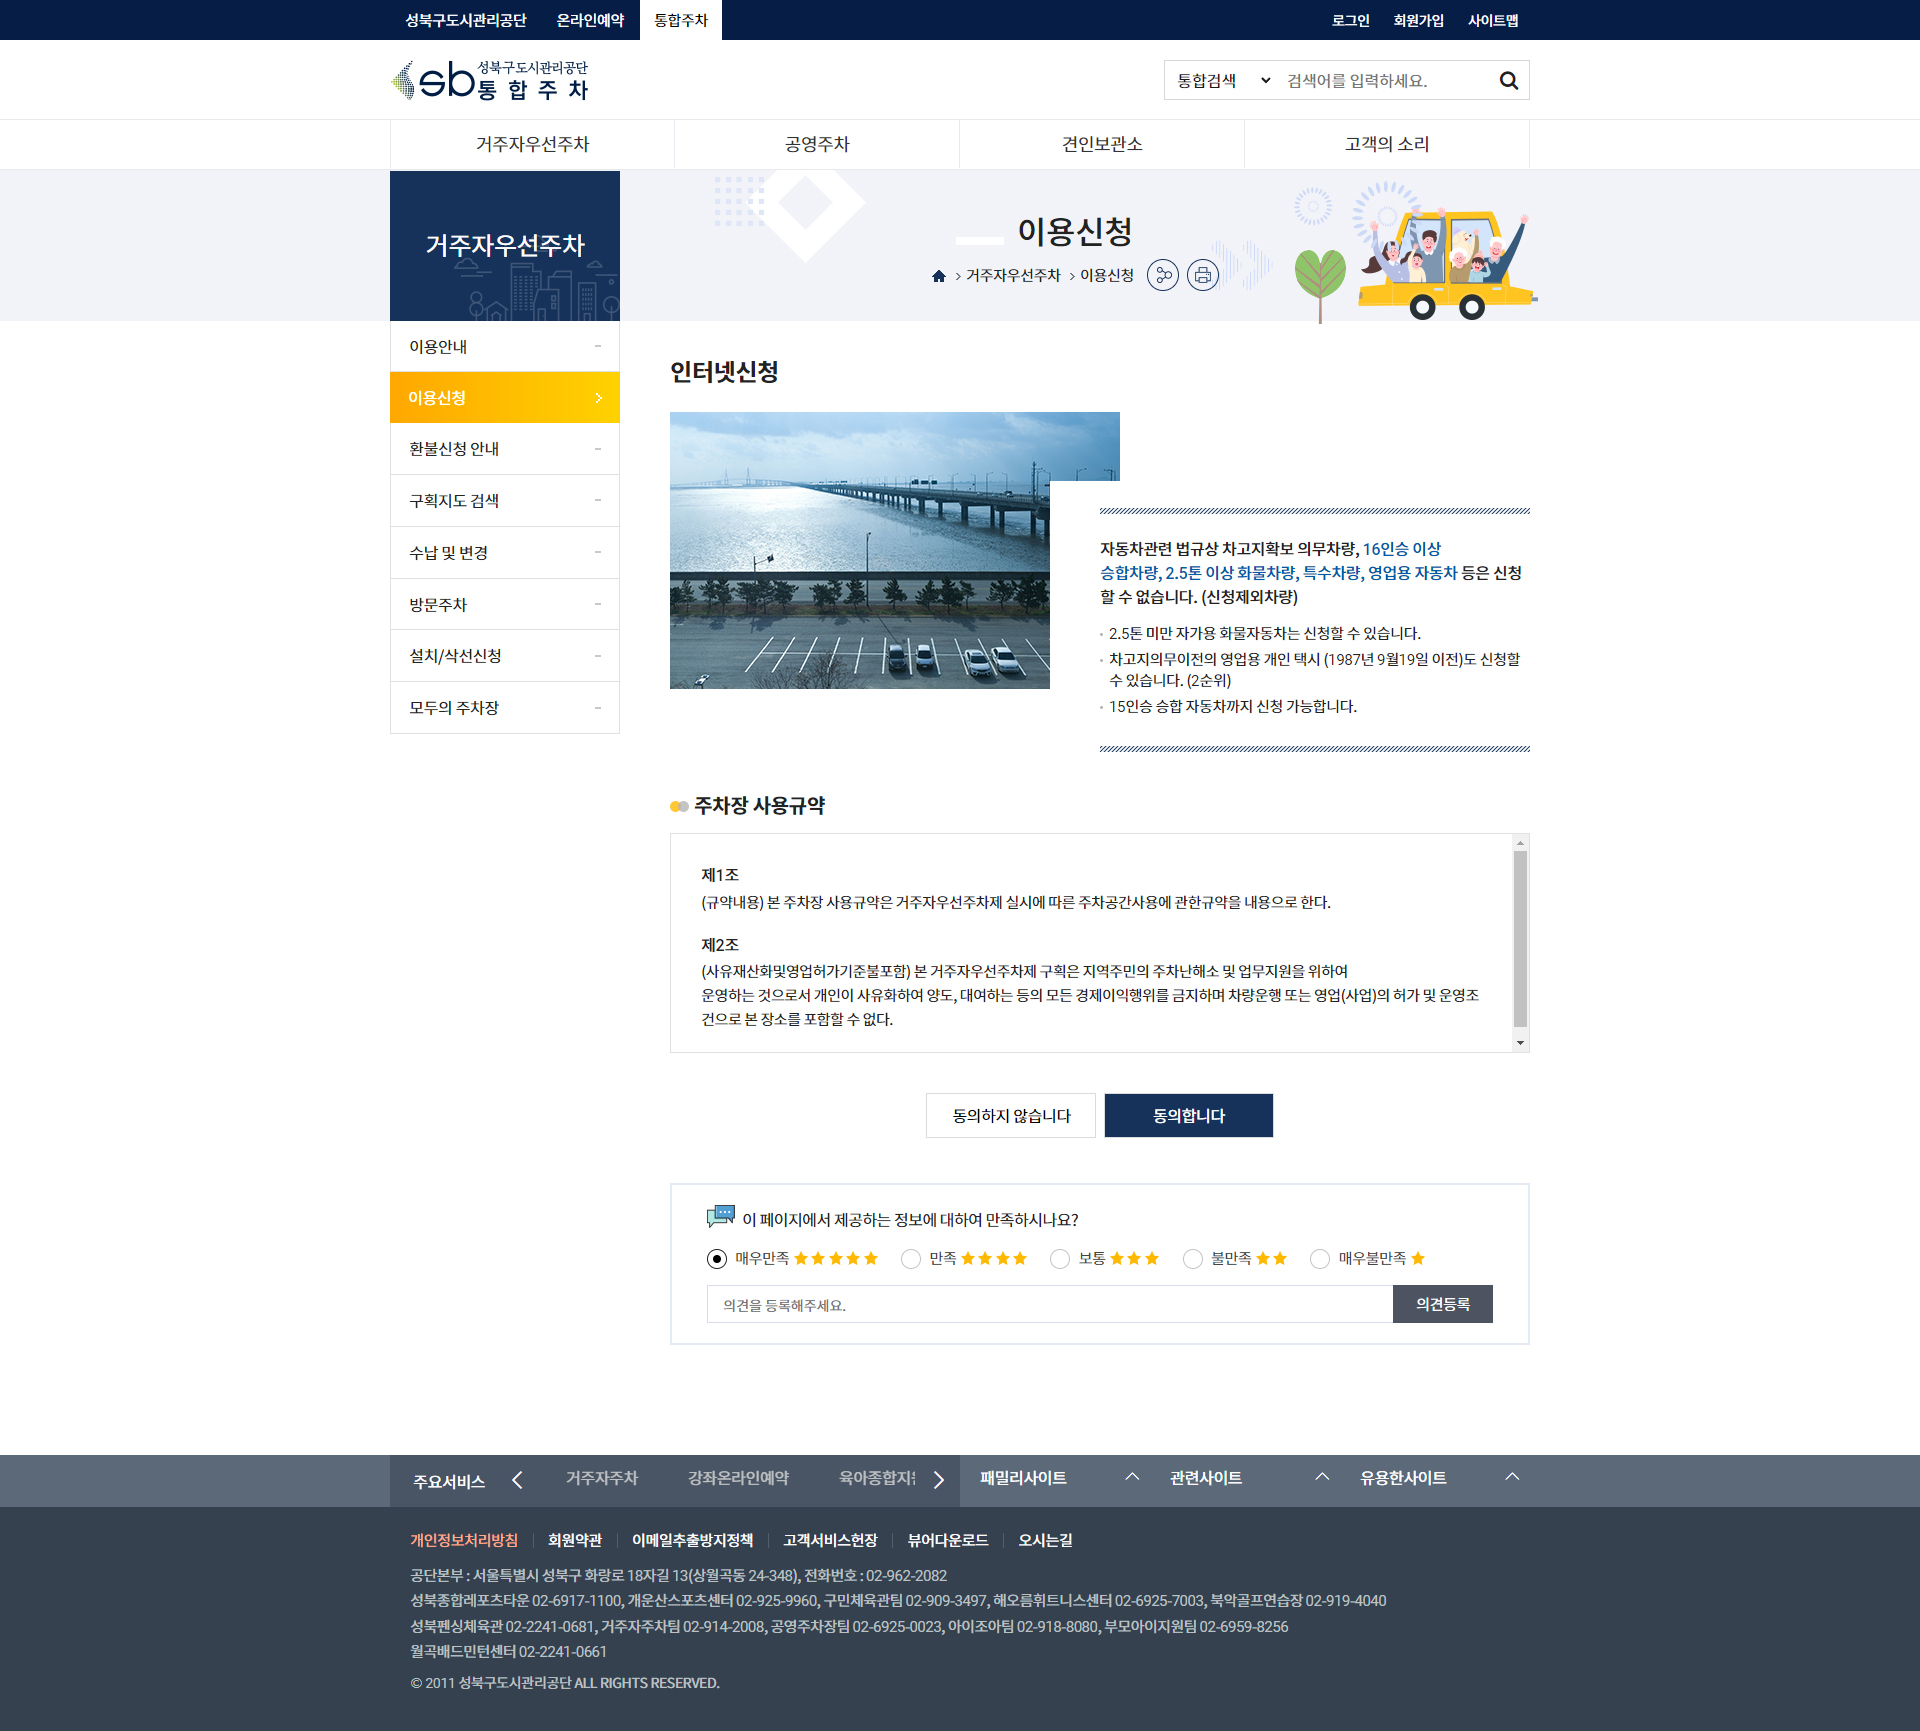 성북구도시관리공단 온라인예약 통합주차 로그인 회원가입 사이트맵
sb 성북구도시관리공단
통합주차
통합검색 검색어를 입력하세요.
거주자우선주차 공영주차 견인보관소 고객의 소리
거주자우선주차
이용신청
거주자우선주차 이용신청
이용안내
이용신청
환불신청 안내
구획지도 검색
수납 및 변경
방문주차
설치/삭선신청
모두의 주차장
인터넷신청
자동차관련 법규상 차고지확보 의무차량, 16인승 이상
승합차량, 2.5톤 이상 화물차량, 특수차량, 영업용 자동차 등은 신청
할 수 없습니다. (신청제외차량)
2.5톤 미만 자가용 화물자동차는 신청할 수 있습니다.
차고지의무이전의 영업용 개인 택시 (1987년 9월19일 이전)도 신청할
수 있습니다. (2순위)
15인승 승합 자동차까지 신청 가능합니다.
주차장 사용규약
제1조
(규약내용) 본 주차장 사용규약은 거주자우선주차제 실시에 따른 주차공간사용에 관한규약을 내용으로 한다.
제2조
(사유재산화및영업허가기준불포함) 본 거주자우선주차제 구획은 지역주민의 주차난해소 및 업무지원을 위하여
운영하는 것으로서 개인이 사유화하여 양도, 대여하는 등의 모든 경제이익행위를 금지하며 차량운행 또는 영업(사업)의 허가 및 운영조
건으로 본 장소를 포함할 수 없다.
동의하지 않습니다 동의합니다
이 페이지에서 제공하는 정보에 대하여 만족하시나요?
매우만족 ★★★★★ 만족 ★★★★ 보통 ★★★ 불만족 ★★ 매우불만족 ★
의견을 등록해주세요. 의견등록
주요서비스 거주자주차 강좌온라인예약 육아종합지원 패밀리사이트 관련사이트 유용한사이트
개인정보처리방침 회원약관 이메일추출방지정책 고객서비스헌장 뷰어다운로드 오시는길
공단본부 : 서울특별시 성북구 화랑로 18자길 13(상월곡동 24-348), 전화번호 : 02-962-2082
성북종합레포츠타운 02-6917-1100, 개운산스포츠센터 02-925-9960, 구민체육관팀 02-909-3497, 해오름휘트니스센터 02-6925-7003, 북악골프연습장 02-919-4040
성북펜싱체육관 02-2241-0681, 거주자주차팀 02-914-2008, 공영주차장팀 02-6925-0023, 아이조아팀 02-918-8080, 부모아이지원팀 02-6959-8256
월곡배드민턴센터 02-2241-0661
© 2011 성북구도시관리공단 ALL RIGHTS RESERVED.